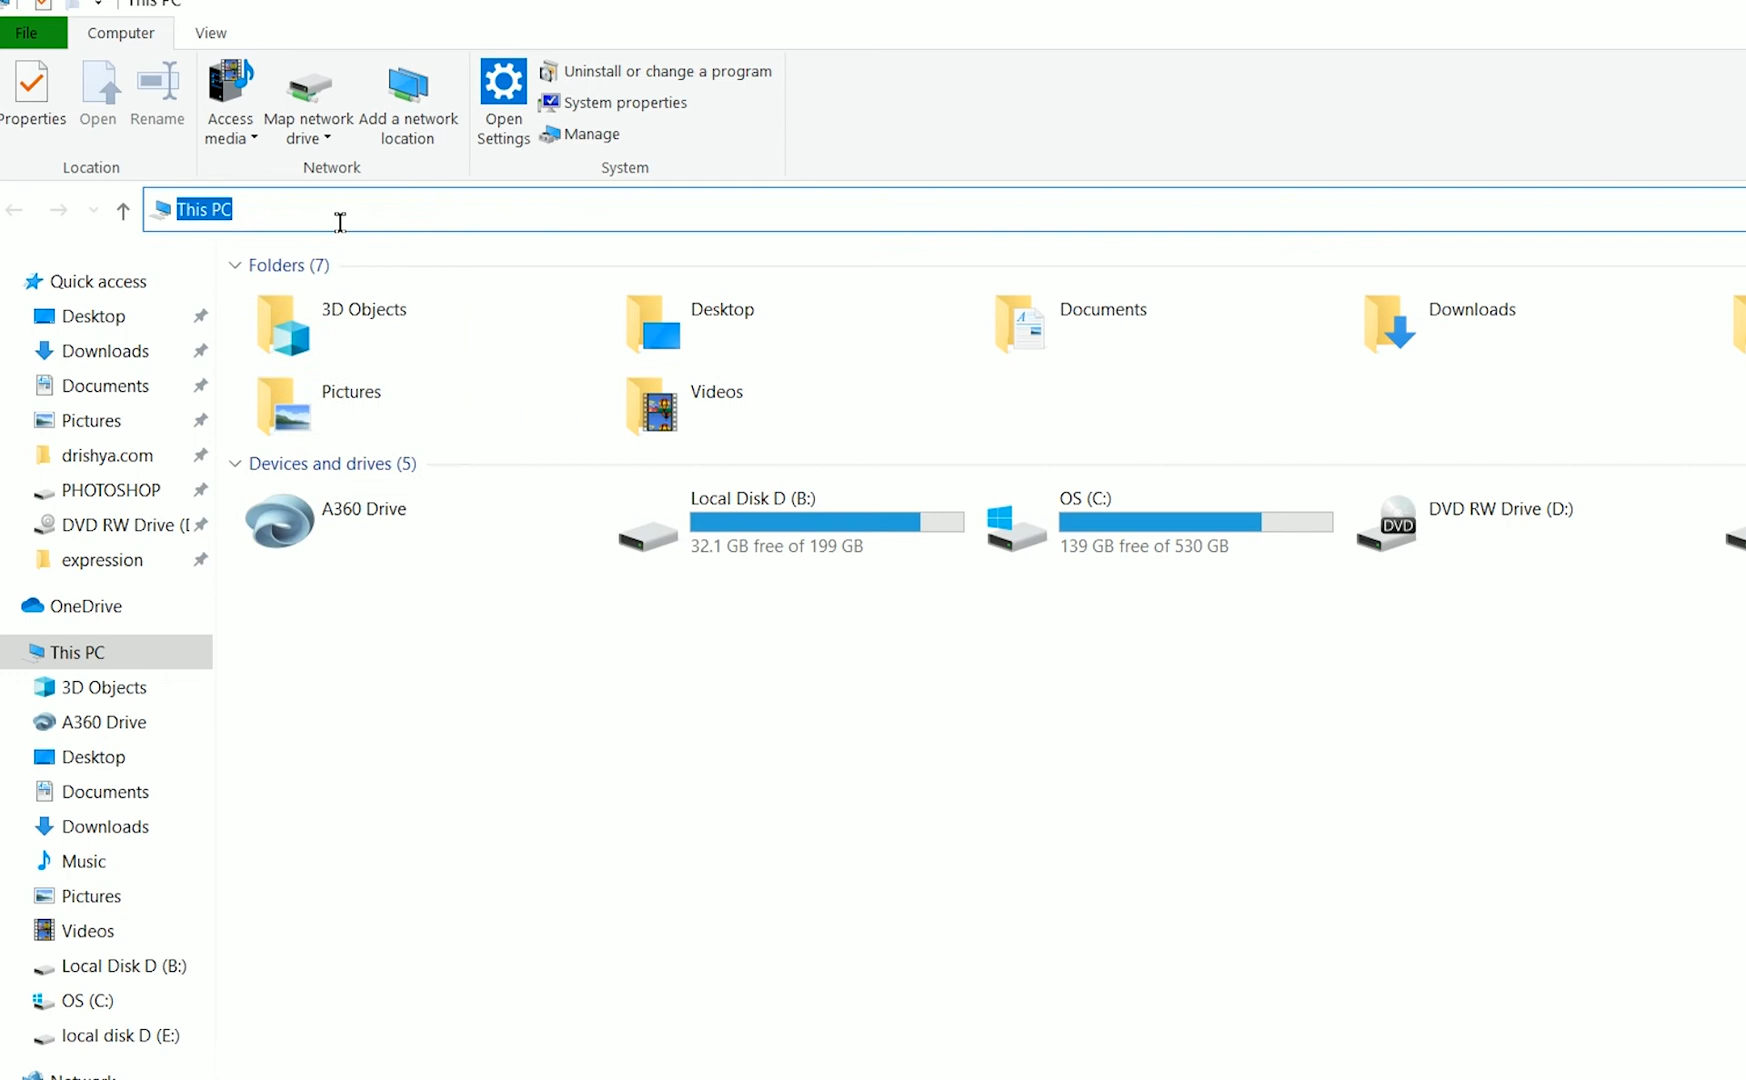 This PC
File
Computer
View
Properties
Open
Rename
Access
media
Map network
drive
Add a network
location
Open
Settings
Uninstall or change a program
System properties
Manage
Location
Network
System
This PC
Quick access
Desktop
Downloads
Documents
Pictures
drishya.com
PHOTOSHOP
DVD RW Drive (D
expression
OneDrive
This PC
3D Objects
A360 Drive
Desktop
Documents
Downloads
Music
Pictures
Videos
Local Disk D (B:)
OS (C:)
local disk D (E:)
Network
Folders (7)
3D Objects
Desktop
Documents
Downloads
Pictures
Videos
Devices and drives (5)
A360 Drive
Local Disk D (B:)
32.1 GB free of 199 GB
OS (C:)
139 GB free of 530 GB
DVD
DVD RW Drive (D:)